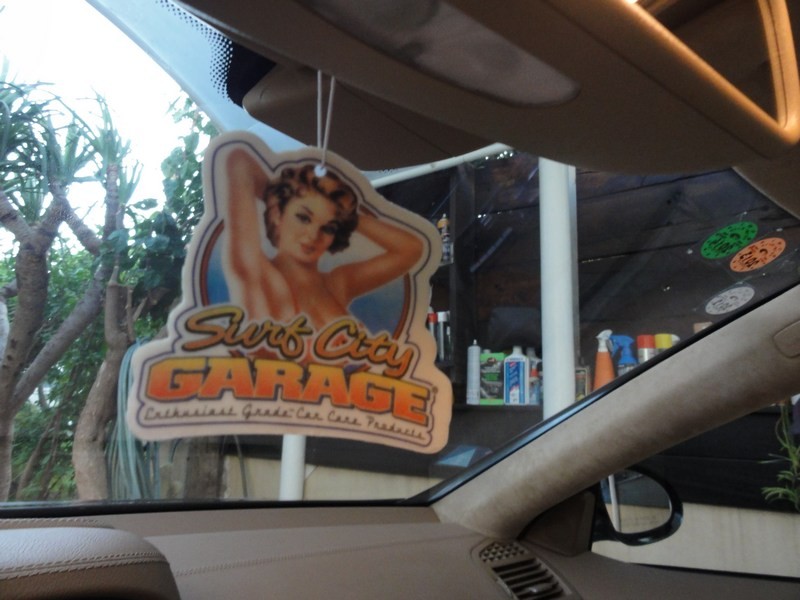 Surf City
GARAGE
Enthusiast Grade Car Care Products